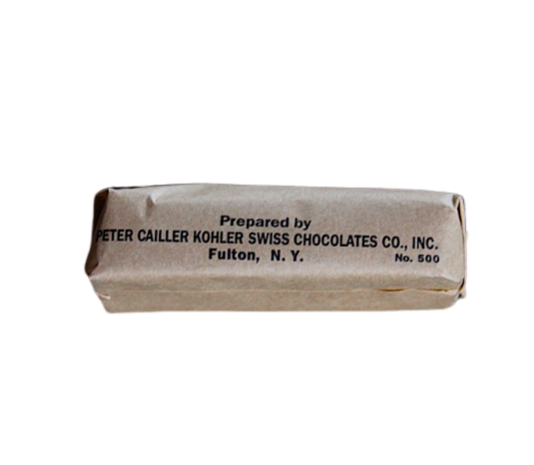 Prepared by
PETER CAILLER KOHLER SWISS CHOCOLATES CO., INC.
Fulton, N. Y.
No. 500